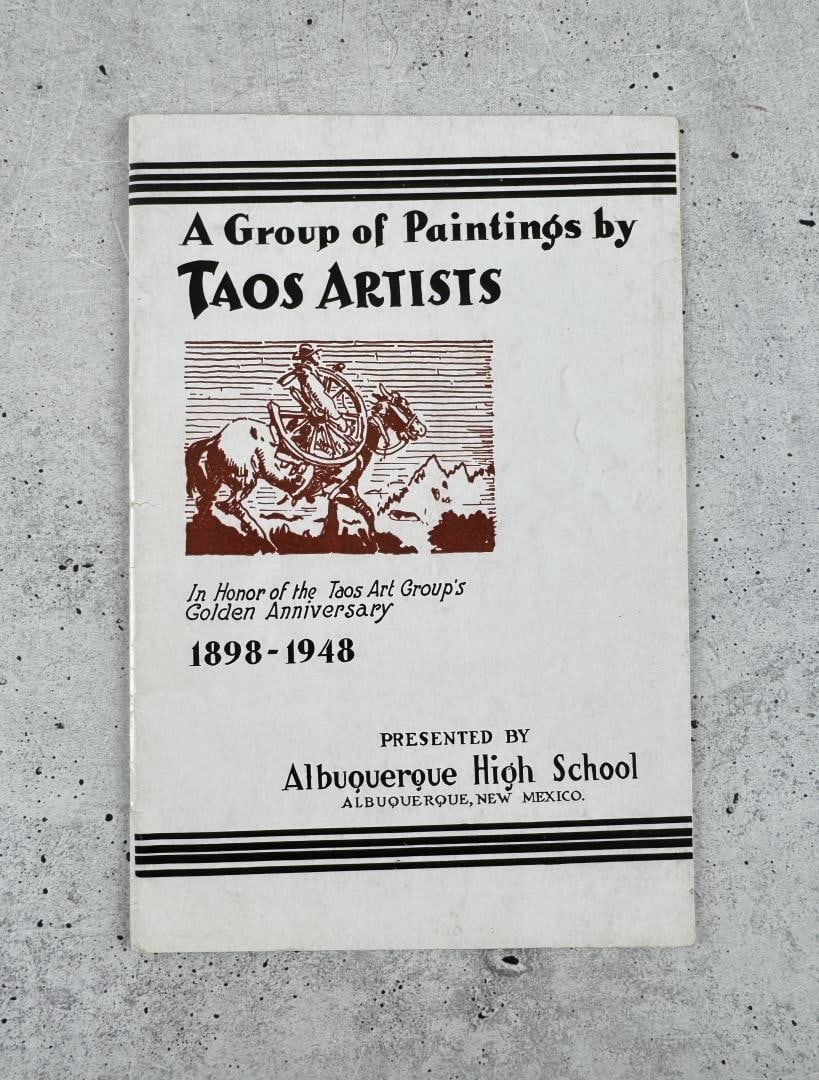 A Group of Paintings by
TAOS ARTISTS
In Honor of the Taos Art Group's
Golden Anniversary
1898-1948
PRESENTED BY
Albuquerque High School
ALBUQUERQUE, NEW MEXICO.